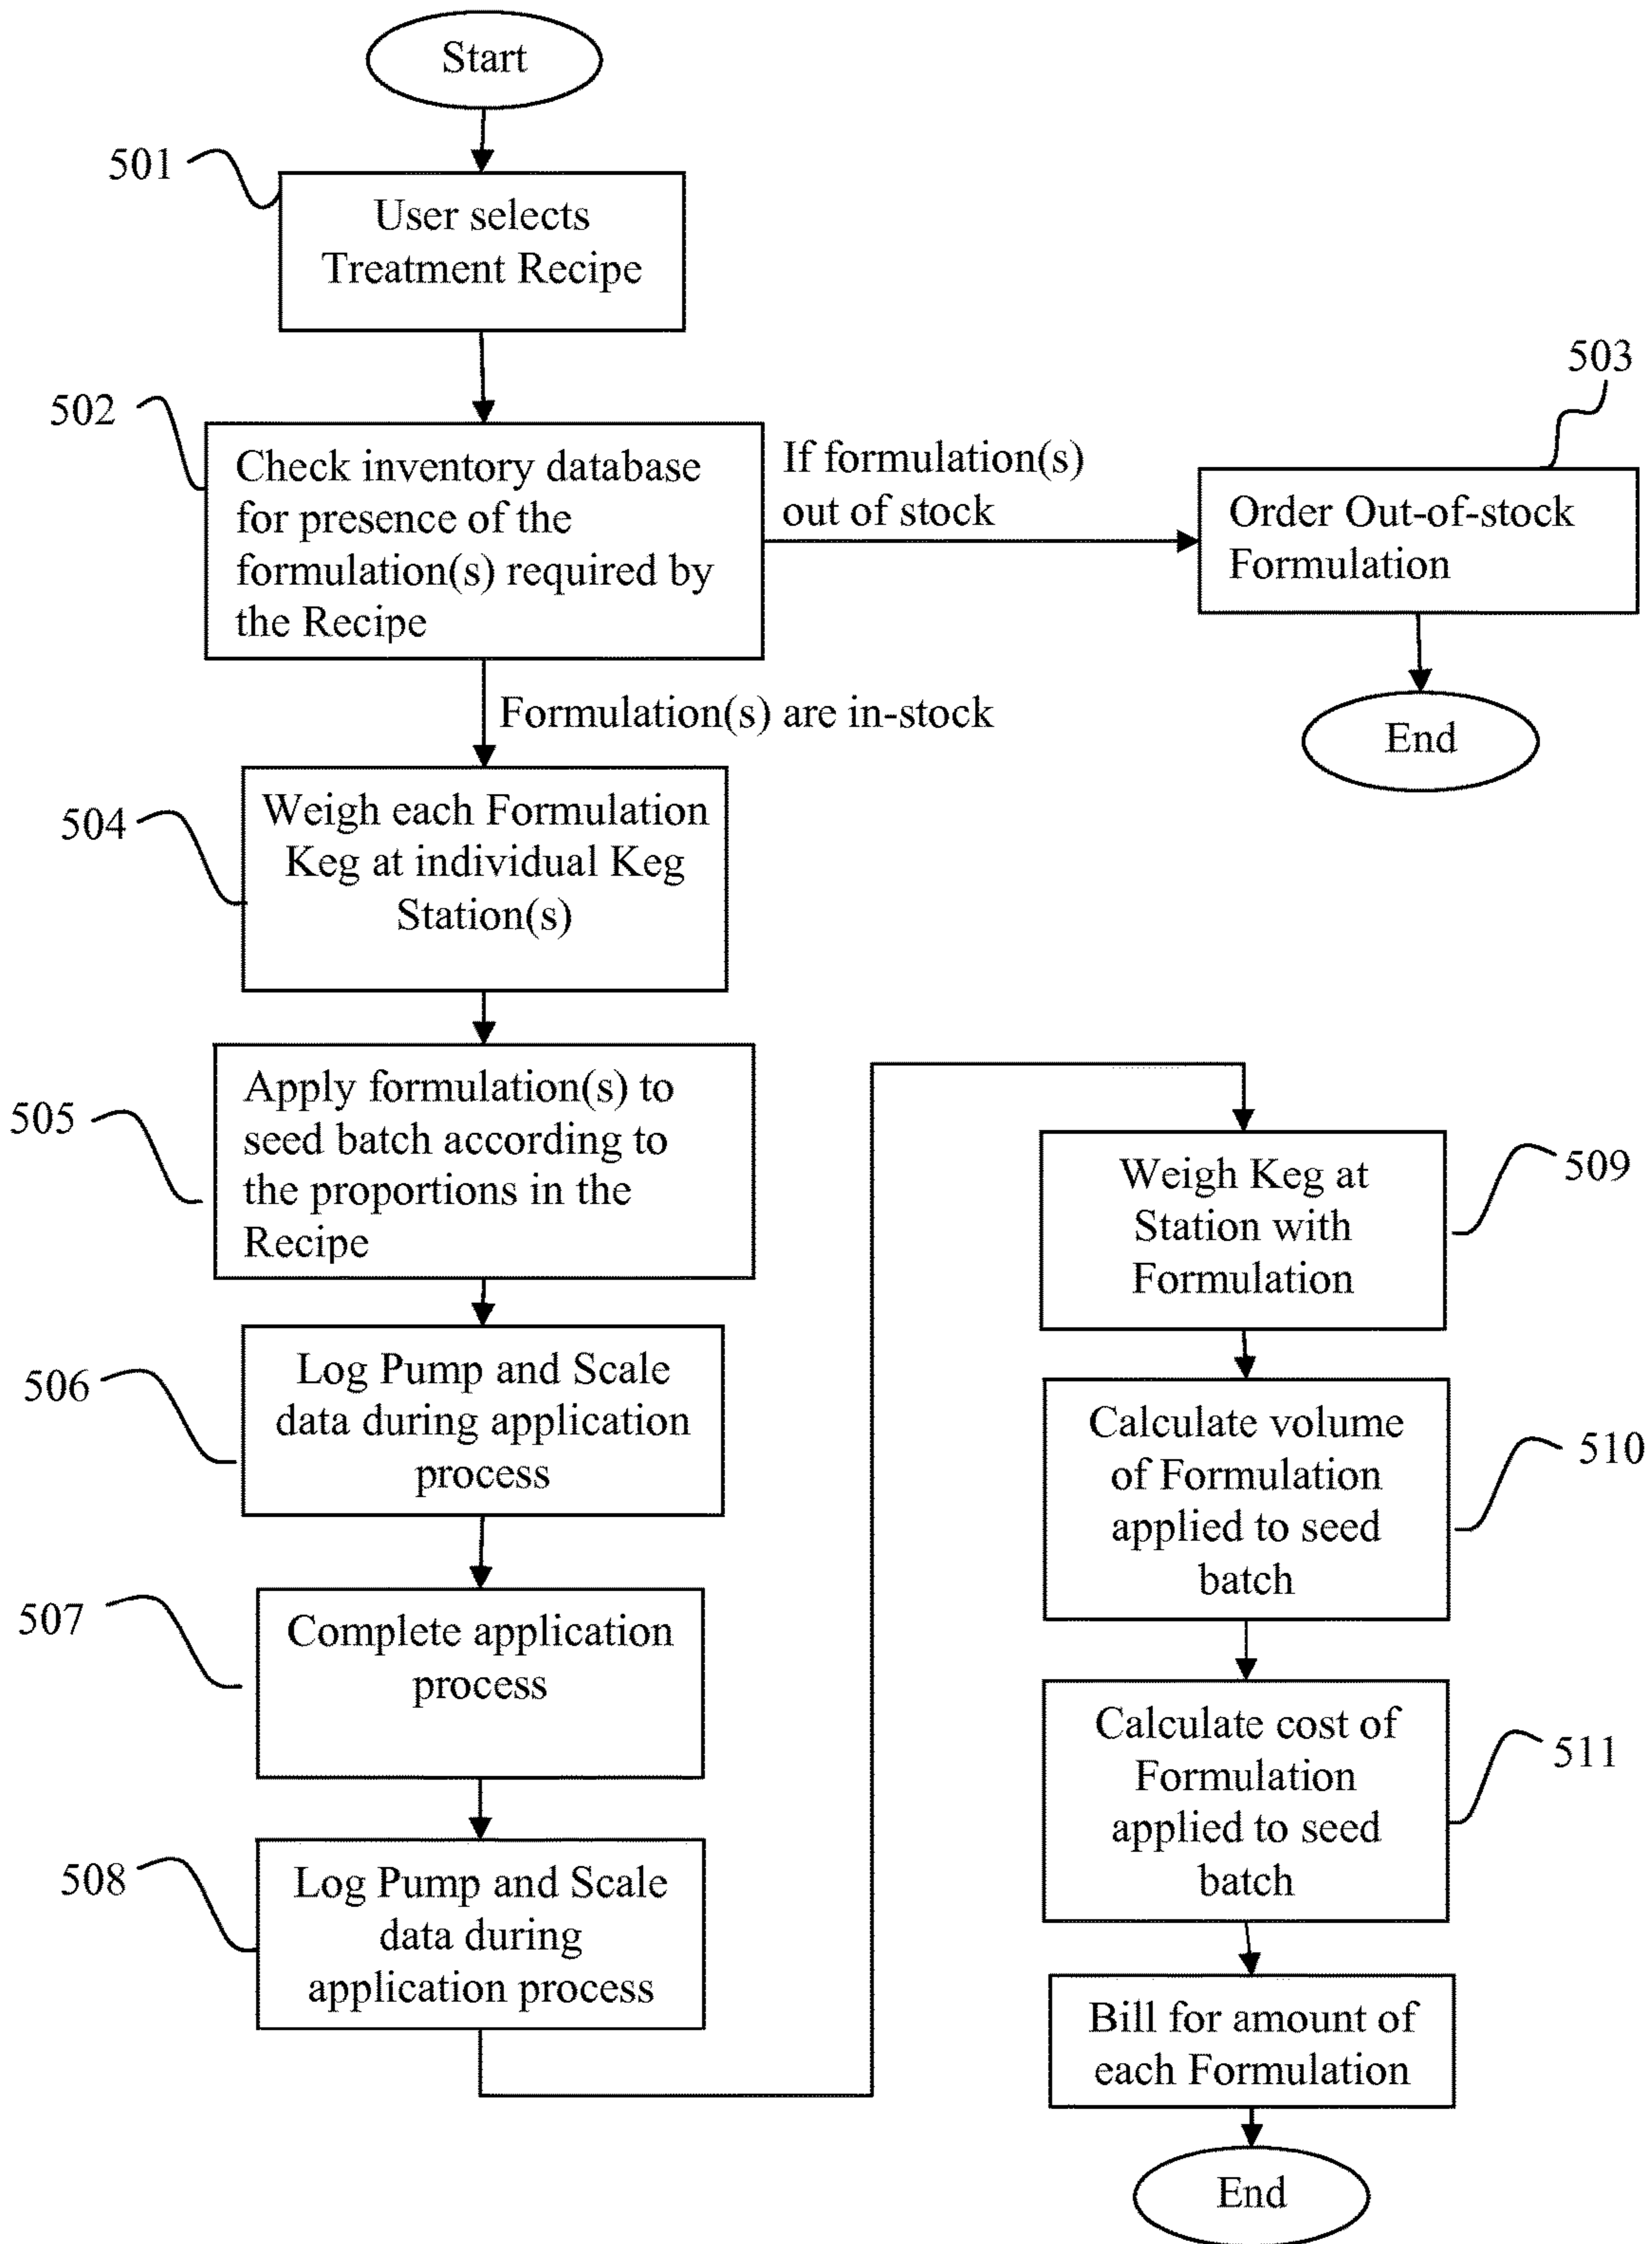 Start
501
User selects
Treatment Recipe
502
Check inventory database
for presence of the
formulation(s) required by
the Recipe
If formulation(s)
out of stock
503
Order Out-of-stock
Formulation
End
Formulation(s) are in-stock
504
Weigh each Formulation
Keg at individual Keg
Station(s)
505
Apply formulation(s) to
seed batch according to
the proportions in the
Recipe
506
Log Pump and Scale
data during application
process
507
Complete application
process
508
Log Pump and Scale
data during
application process
Weigh Keg at
Station with
Formulation
509
Calculate volume
of Formulation
applied to seed
batch
510
Calculate cost of
Formulation
applied to seed
batch
511
Bill for amount of
each Formulation
End